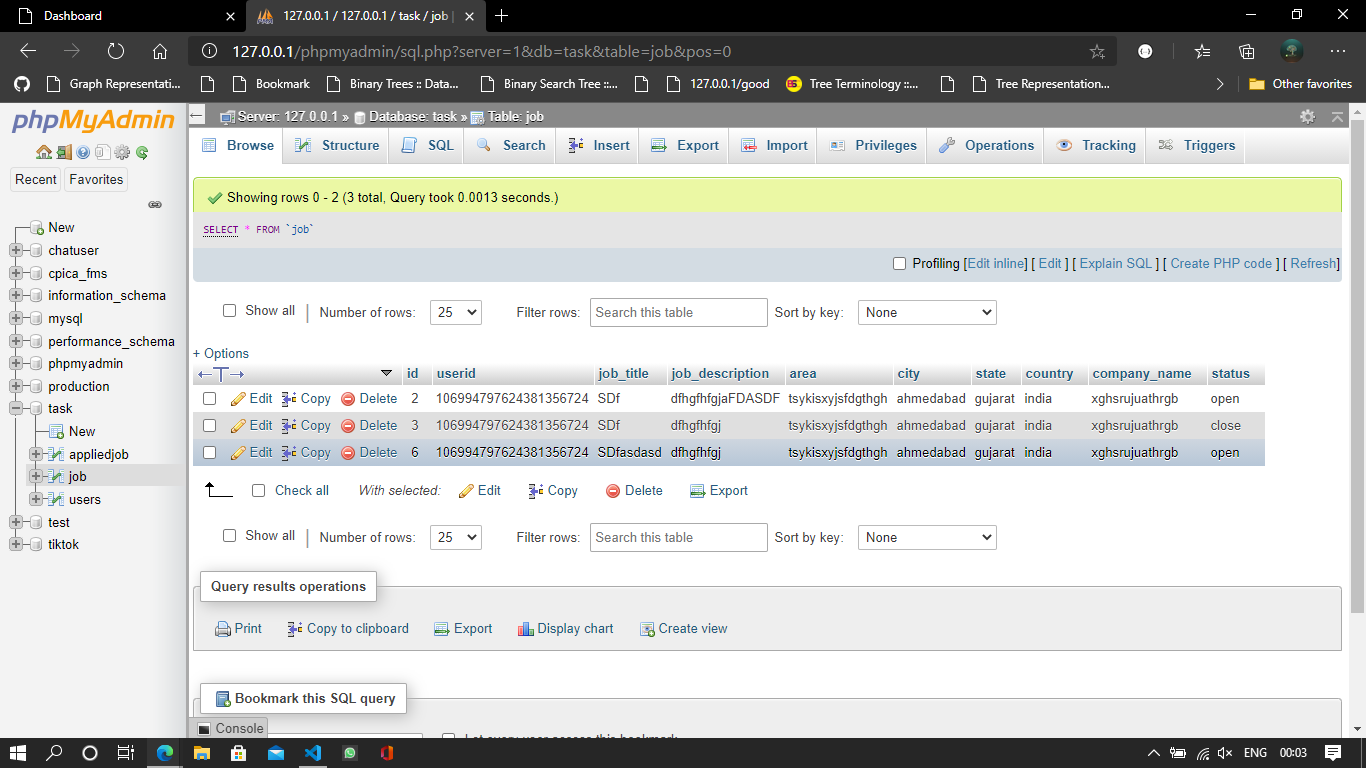 Dashboard
127.0.0.1 / 127.0.0.1 / task / job |
127.0.0.1/phpmyadmin/sql.php?server=1&db=task&table=job&pos=0
Graph Representati... Bookmark Binary Trees :: Data... Binary Search Tree ::... 127.0.0.1/good Tree Terminology ::... Tree Representation... Other favorites
phpMyAdmin
Recent Favorites
New
chatuser
cpica_fms
information_schema
mysql
performance_schema
phpmyadmin
production
task
New
appliedjob
job
users
test
tiktok
Server: 127.0.0.1 » Database: task » Table: job
Browse Structure SQL Search Insert Export Import Privileges Operations Tracking Triggers
Showing rows 0 - 2 (3 total, Query took 0.0013 seconds.)
SELECT * FROM `job`
Profiling [Edit inline] [ Edit ] [ Explain SQL ] [ Create PHP code ] [ Refresh]
Show all | Number of rows: 25 Filter rows: Search this table Sort by key: None
+ Options
←T→ id userid job_title job_description area city state country company_name status
Edit Copy Delete 2 106994797624381356724 SDf dfhgfhfgjaFDASDF tsykisxyjsfdgthgh ahmedabad gujarat india xghsrujuathrgb open
Edit Copy Delete 3 106994797624381356724 SDf dfhgfhfgj tsykisxyjsfdgthgh ahmedabad gujarat india xghsrujuathrgb close
Edit Copy Delete 6 106994797624381356724 SDfasdasd dfhgfhfgj tsykisxyjsfdgthgh ahmedabad gujarat india xghsrujuathrgb open
Check all With selected: Edit Copy Delete Export
Show all | Number of rows: 25 Filter rows: Search this table Sort by key: None
Query results operations
Print Copy to clipboard Export Display chart Create view
Bookmark this SQL query
Console
Let every user access this bookmark
ENG 00:03